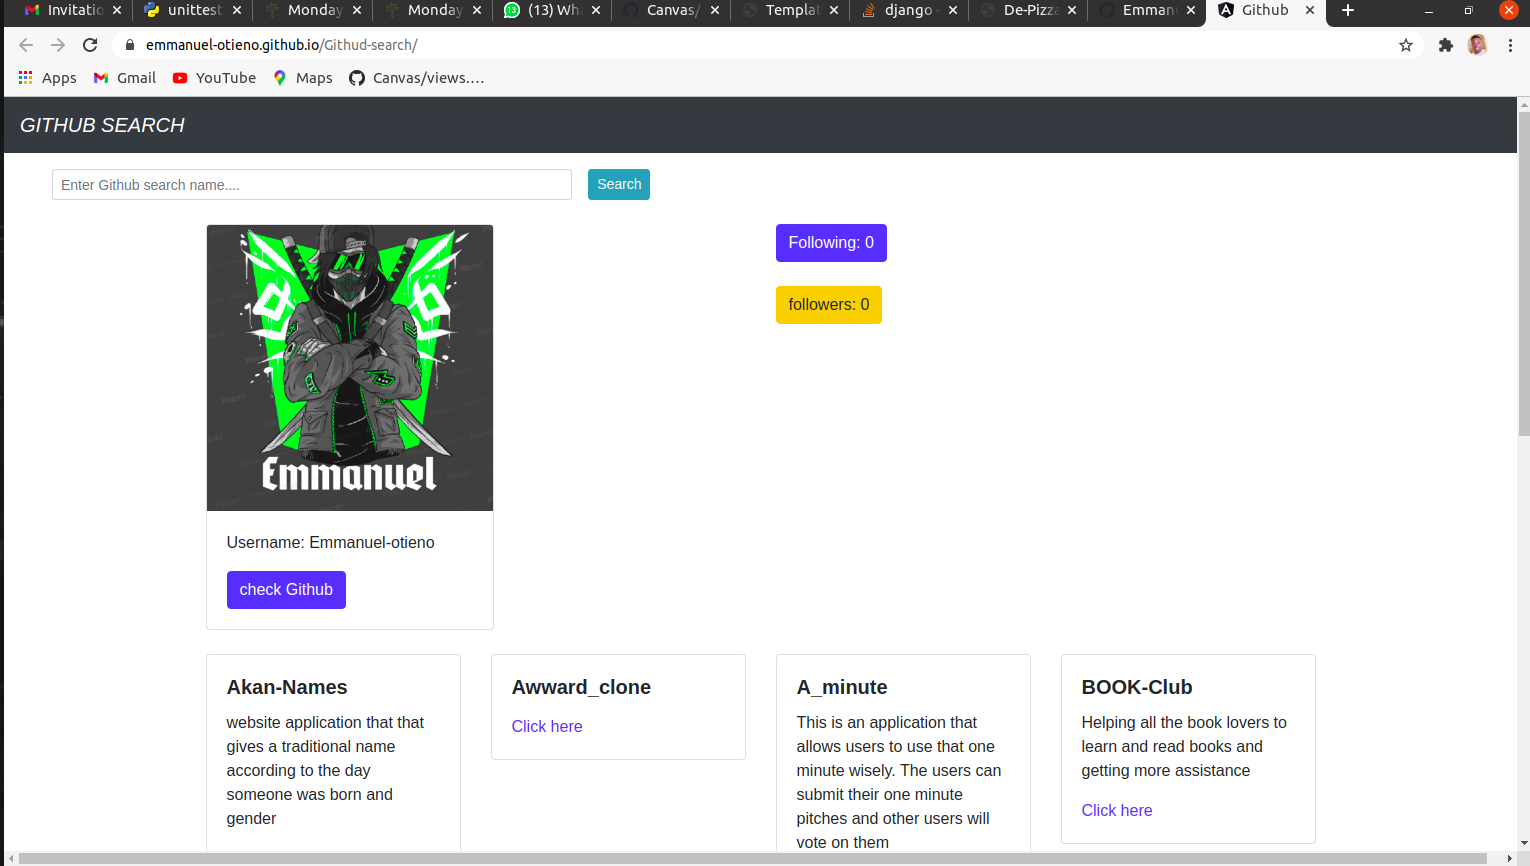 Invitatio
unittest
Monday
Monday
13
(13) Wha
Canvas/
Templat
django -
De-Pizza
Emmanu
Github
emmanuel-otieno.github.io/Githud-search/
Apps
Gmail
YouTube
Maps
Canvas/views....
GITHUB SEARCH
Enter Github search name....
Search
Emmanuel
Following: 0
followers: 0
Username: Emmanuel-otieno
check Github
Akan-Names
website application that that
gives a traditional name
according to the day
someone was born and
gender
Awward_clone
Click here
A_minute
This is an application that
allows users to use that one
minute wisely. The users can
submit their one minute
pitches and other users will
vote on them
BOOK-Club
Helping all the book lovers to
learn and read books and
getting more assistance
Click here